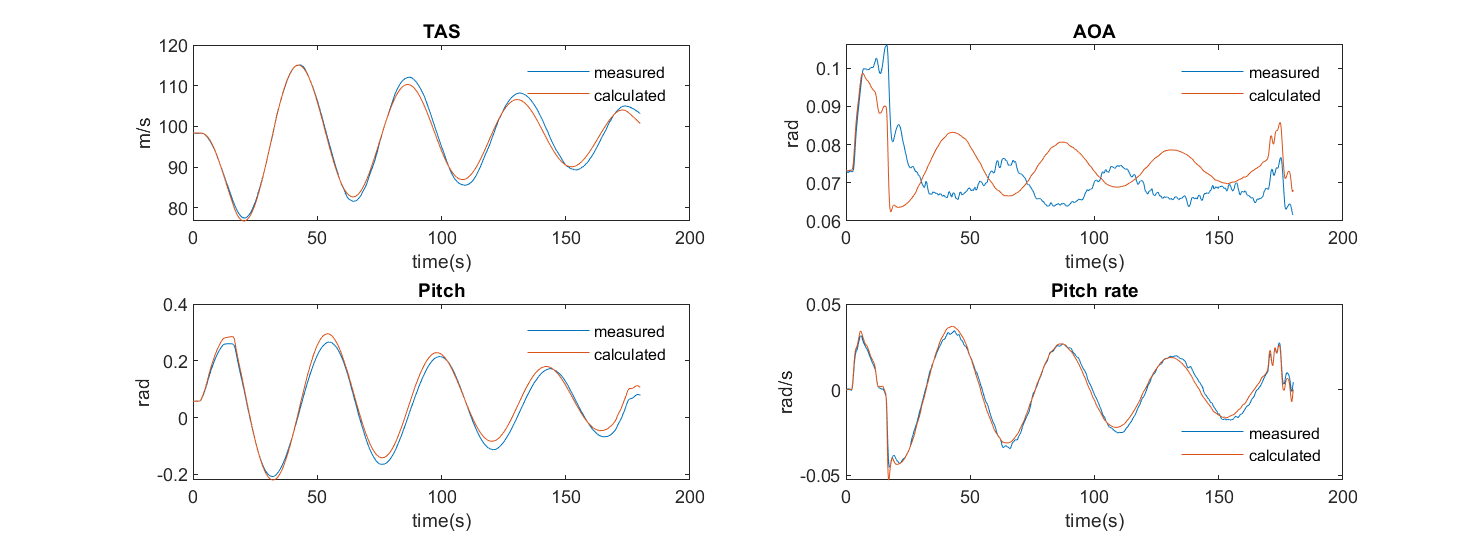 TAS
120
110
100
90
80
m/s
measured
calculated
0
50
100
150
200
time(s)
AOA
0.1
0.09
0.08
0.07
0.06
rad
measured
calculated
0
50
100
150
200
time(s)
Pitch
0.4
0.2
0
-0.2
rad
measured
calculated
0
50
100
150
200
time(s)
Pitch rate
0.05
0
-0.05
rad/s
measured
calculated
0
50
100
150
200
time(s)